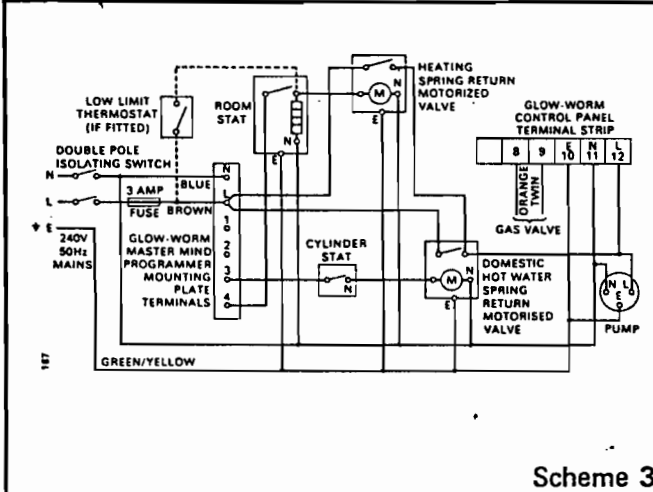 HEATING
SPRING RETURN
MOTORIZED
VALVE
N
M
E
LOW LIMIT
THERMOSTAT
(IF FITTED)
ROOM
STAT
N
E
GLOW-WORM
CONTROL PANEL
TERMINAL STRIP
8 9 E 10 N 11 L 12
ORANGE
TWIN
GAS VALVE
DOUBLE POLE
ISOLATING SWITCH
N
L
E
3 AMP
FUSE
BLUE
BROWN
240V
50Hz
MAINS
N
L
1
2
3
4
GLOW-WORM
MASTER MIND
PROGRAMMER
MOUNTING
PLATE
TERMINALS
CYLINDER
STAT
N
M
N
E
DOMESTIC
HOT WATER
SPRING
RETURN
MOTORISED
VALVE
N L
E
PUMP
GREEN/YELLOW
167
Scheme 3